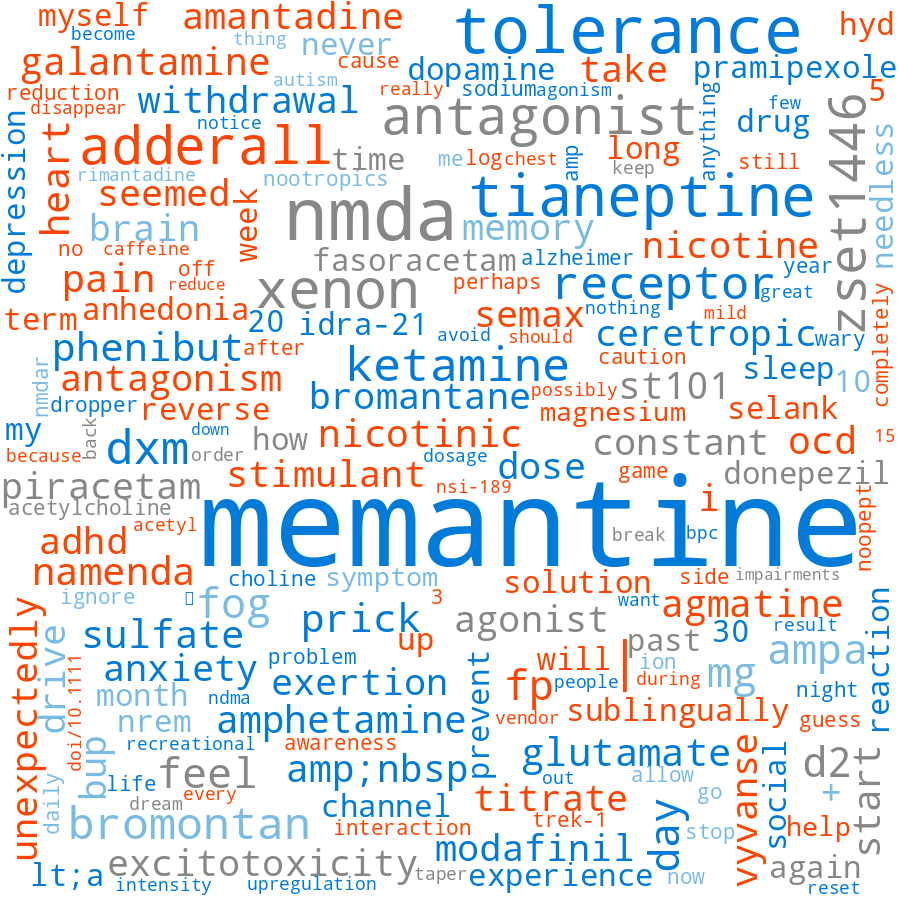 myself
amantadine
tolerance
hyd
become
thing
never
galantamine
cause
dopamine
take
pramipexole
autism
reduction
withdrawal
really
sodium
agonism
5
disappear
antagonist
few
notice
drug
adderall
time
me
log
chest
amp
long
anything
still
zset1446
depression
heart
rimantadine
nootropics
keep
needless
seemed
week
nmda
tianeptine
brain
memory
no
caffeine
off
fasoracetam
alzheimer
nicotine
year
pain
reduce
xenon
perhaps
receptor
great
anhedonia
term
20
idra-21
semax
nothing
mild
completely
phenibut
after
avoid
should
ceretropic
wary
antagonism
ketamine
caution
sleep
nmdar
dropper
reverse
bromantane
possibly
st101
10
my
back
down
magnesium
selank
because
dxm
order
how
nicotinic
dosage
constant
ocd
15
stimulant
dose
game
donepezil
piracetam
nsi-189
i
acetylcholine
acetyl
memantine
break
bpc
noopept
adhd
namenda
choline
symptom
solution
side
impairments
ignore
fog
3
want
agmatine
unexpectedly
sulfate
prick
agonist
30
result
reaction
drive
up
past
anxiety
problem
prevent
will
ion
ampa
doi/10.1111
exertion
fp
people
|
during
mg
month
ndma
night
nrem
amphetamine
vendor
sublingually
guess
bup
recreational
awareness
glutamate
vyvanse
social
d2
start
life
feel
amp;nbsp
out
allow
daily
every
dream
channel
titrate
go
+
bromontan
interaction
trek-1
day
stop
help
excitotoxicity
modafinil
again
lt;a
intensity
upregulation
taper
experience
now
reset